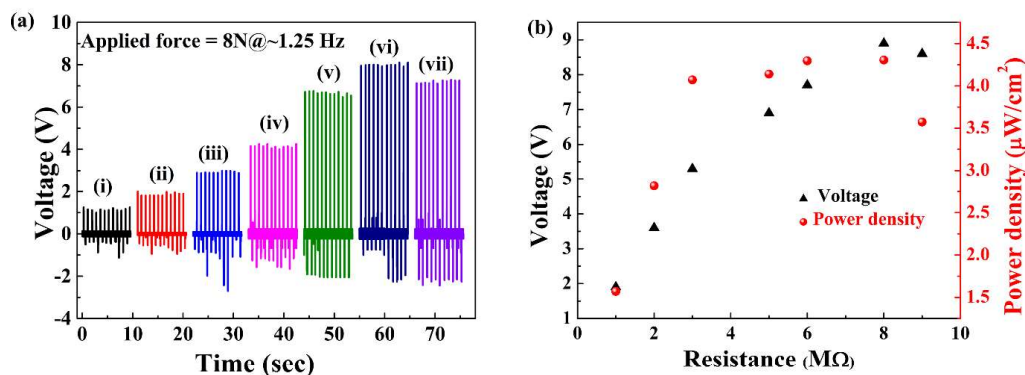 (a)
Applied force = 8N@~1.25 Hz
(i)
(ii)
(iii)
(iv)
(v)
(vi)
(vii)
Voltage (V)
10
8
6
4
2
0
-2
-4
0 10 20 30 40 50 60 70
Time (sec)
(b)
Voltage (V)
9
8
7
6
5
4
3
2
1
0 2 4 6 8 10
Resistance (MΩ)
Voltage
Power density
4.5
4.0
3.5
3.0
2.5
2.0
1.5
Power density (μW/cm²)